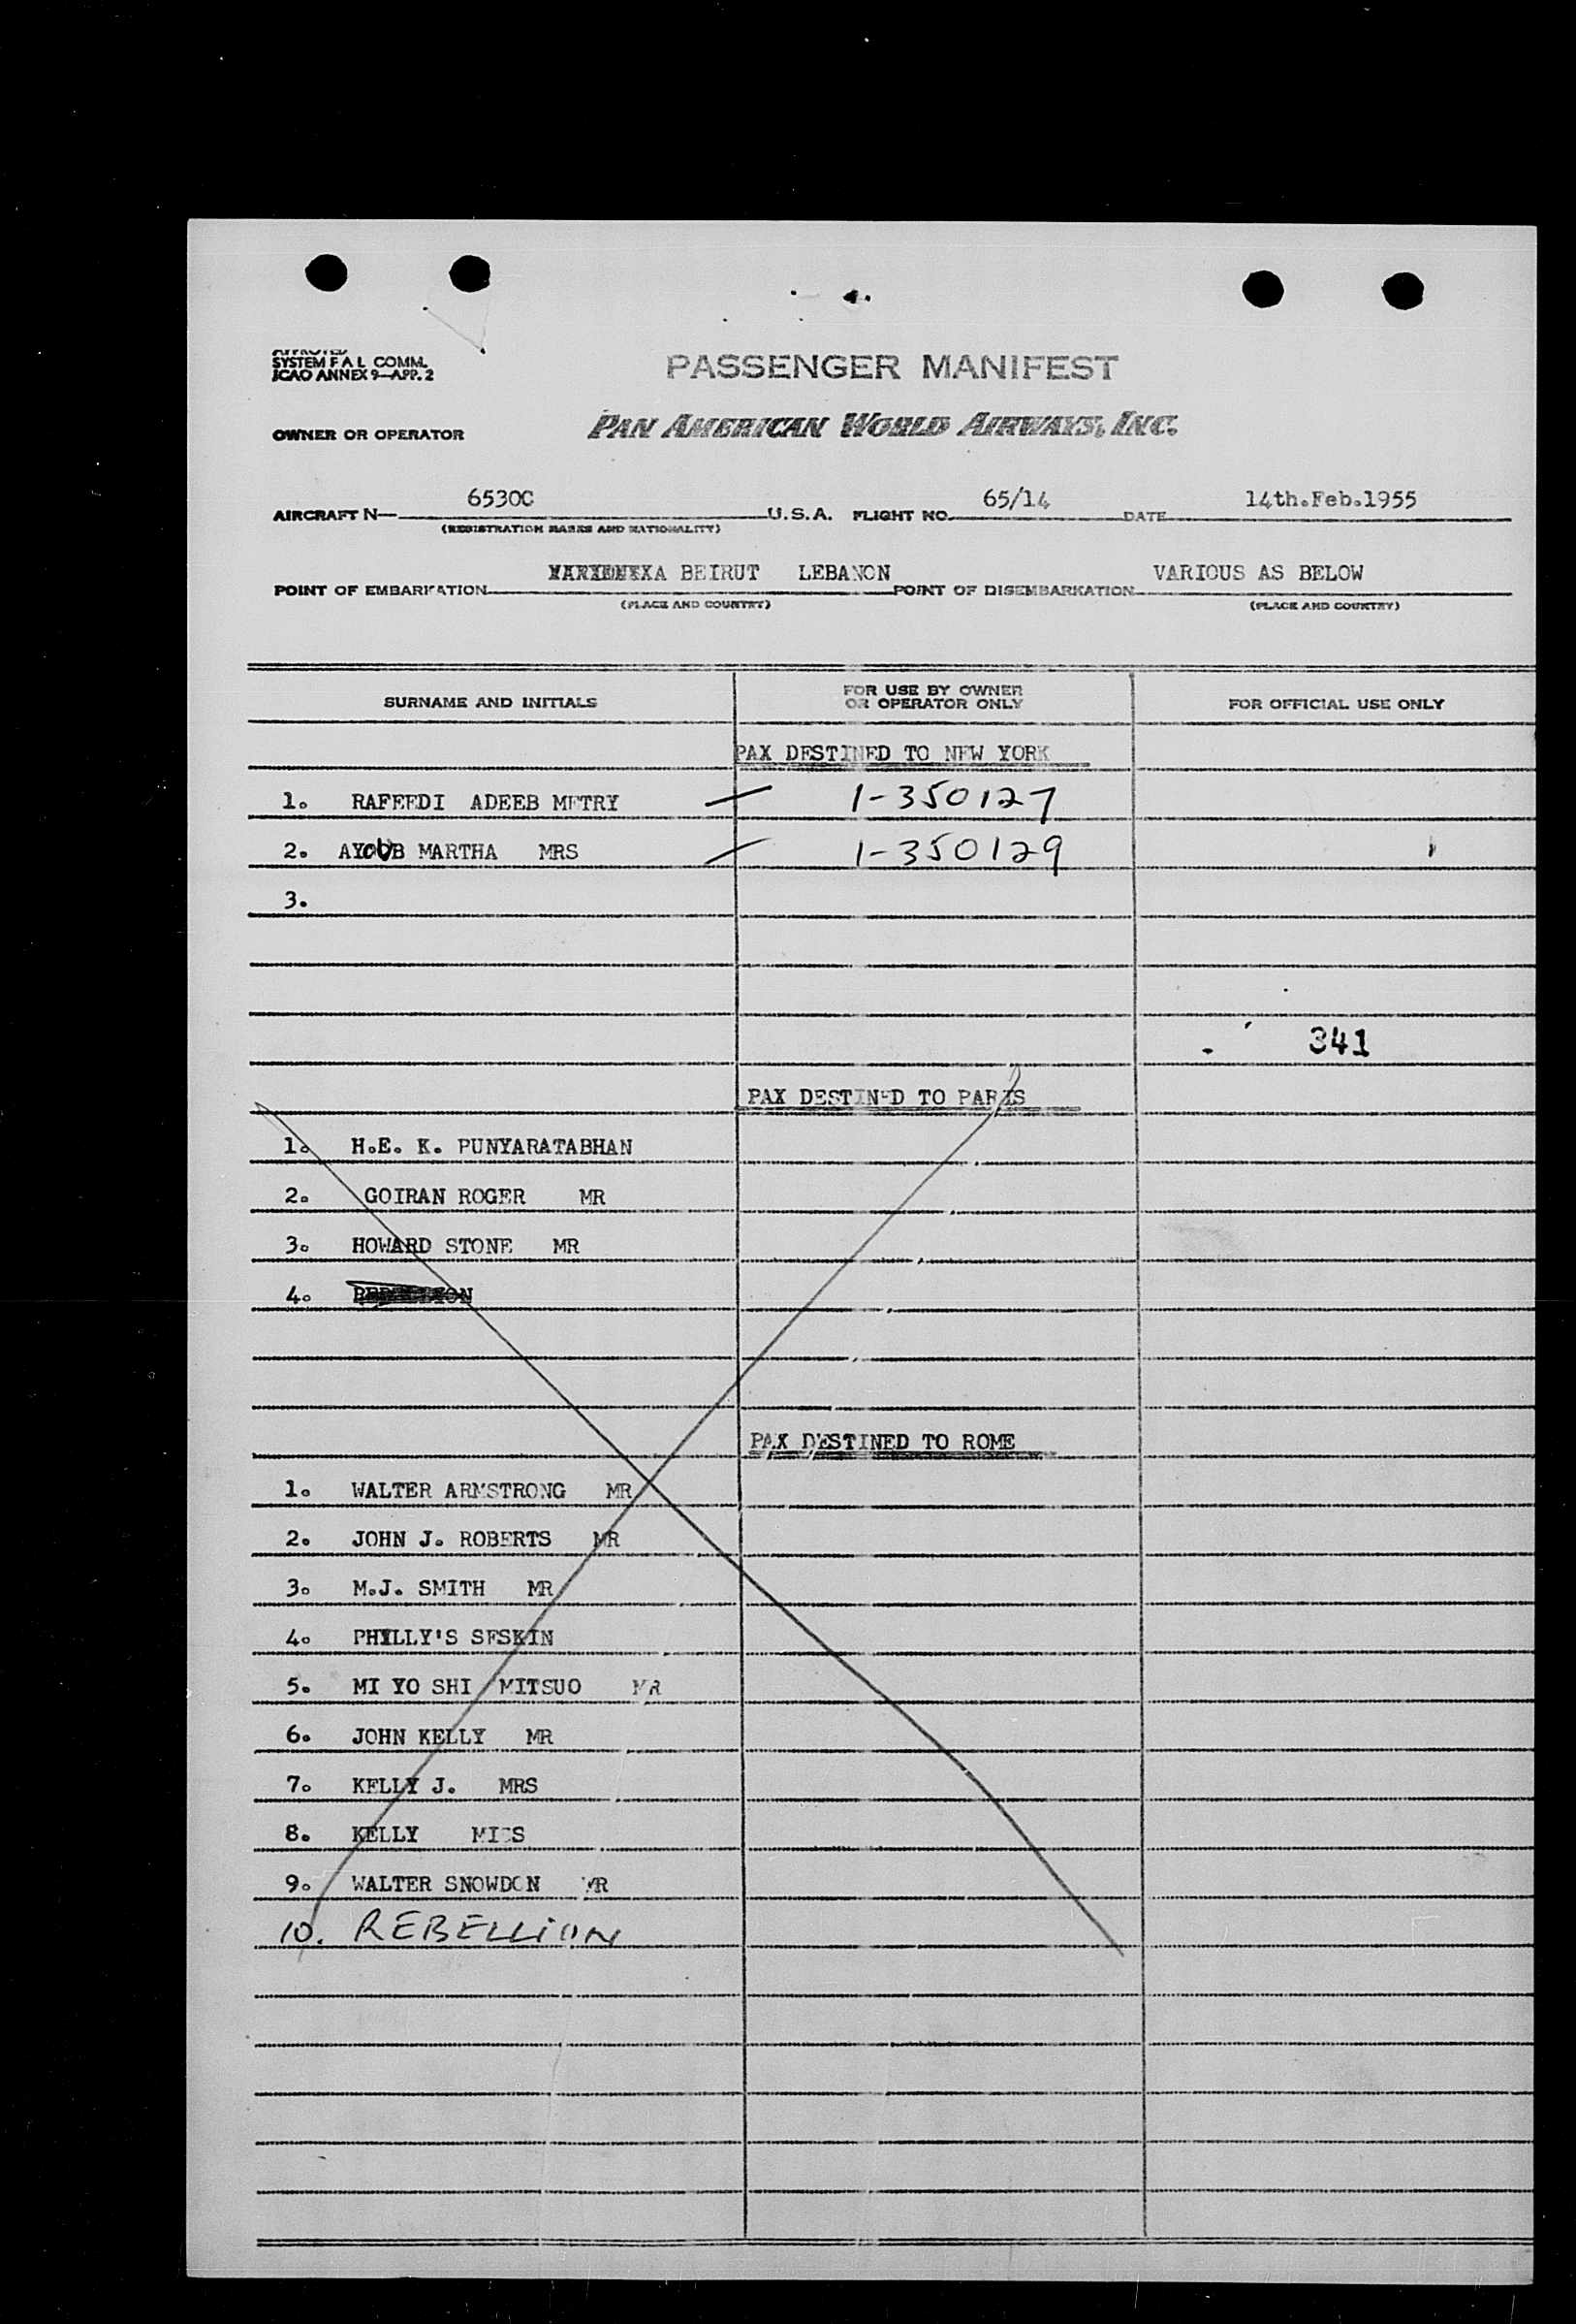 APPROVED
SYSTEM F A L COMM.
ICAO ANNEX 9—APP. 2
PASSENGER MANIFEST
OWNER OR OPERATOR PAN AMERICAN WORLD AIRWAYS, INC.
AIRCRAFT N— 6530C U.S.A. FLIGHT NO. 65/14 DATE 14th.Feb.1955
(REGISTRATION MARKS AND NATIONALITY)
POINT OF EMBARKATION BEIRUT LEBANON POINT OF DISEMBARKATION VARIOUS AS BELOW
(PLACE AND COUNTRY) (PLACE AND COUNTRY)
SURNAME AND INITIALS FOR USE BY OWNER OR OPERATOR ONLY FOR OFFICIAL USE ONLY
PAX DESTINED TO NEW YORK
1. RAFEEDI ADEEB METRY 1-350127
2. AYOUB MARTHA MRS 1-350129
3.
341
PAX DESTINED TO PARIS
1. H.E. K. PUNYARATABHAN
2. GOIRAN ROGER MR
3. HOWARD STONE MR
4.
PAX DESTINED TO ROME
1. WALTER ARMSTRONG MR
2. JOHN J. ROBERTS MR
3. M.J. SMITH MR
4. PHYLLY'S SESKIN
5. MI YO SHI MITSUO MR
6. JOHN KELLY MR
7. KELLY J. MRS
8. KELLY MISS
9. WALTER SNOWDON MR
10. REBELLION